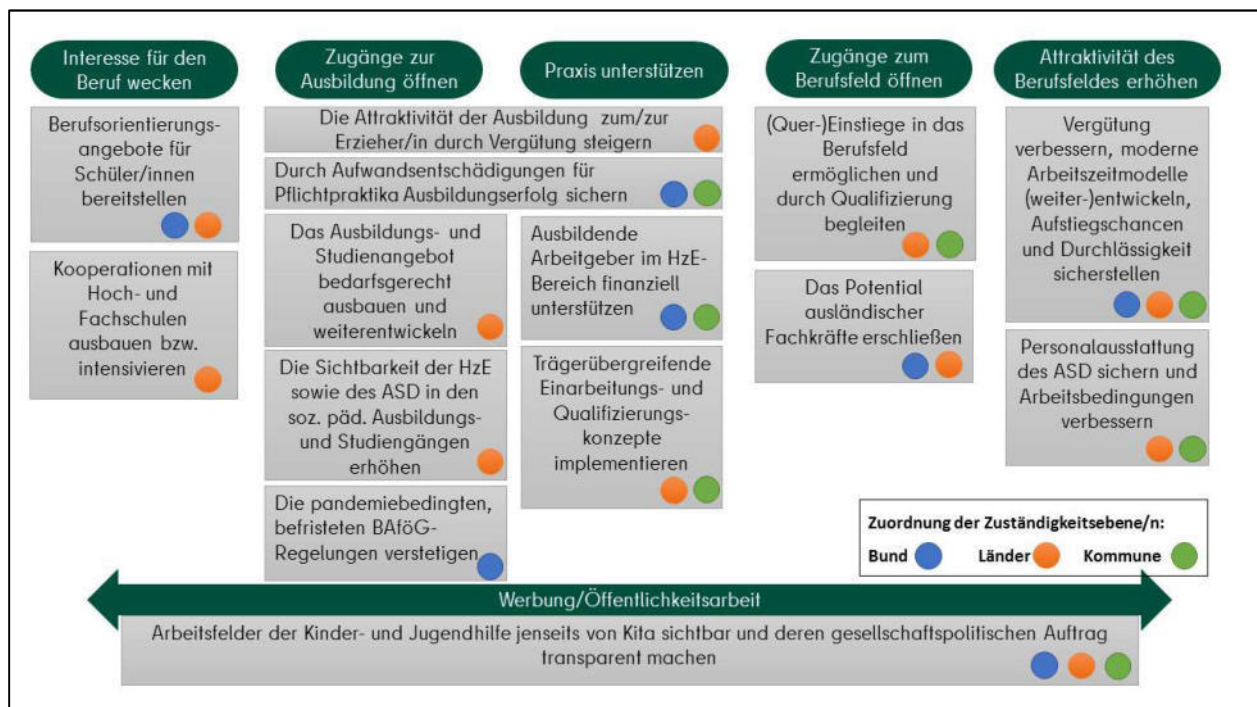 Interesse für den
Beruf wecken
Berufsorientierungs-
angebote für
Schüler/innen
bereitstellen
Kooperationen mit
Hoch- und
Fachschulen
ausbauen bzw.
intensivieren
Zugänge zur
Ausbildung öffnen
Praxis unterstützen
Die Attraktivität der Ausbildung zum/zur
Erzieher/in durch Vergütung steigern
Durch Aufwandsentschädigungen für
Pflichtpraktika Ausbildungserfolg sichern
Das Ausbildungs- und
Studienangebot
bedarfsgerecht
ausbauen und
weiterentwickeln
Die Sichtbarkeit der HzE
sowie des ASD in den
soz. päd. Ausbildungs-
und Studiengängen
erhöhen
Die pandemiebedingten,
befristeten BAföG-
Regelungen verstetigen
Ausbildende
Arbeitgeber im HzE-
Bereich finanziell
unterstützen
Trägerübergreifende
Einarbeitungs- und
Qualifizierungs-
konzepte
implementieren
Zugänge zum
Berufsfeld öffnen
(Quer-)Einstiege in das
Berufsfeld
ermöglichen und
durch Qualifizierung
begleiten
Das Potential
ausländischer
Fachkräfte erschließen
Attraktivität des
Berufsfeldes erhöhen
Vergütung
verbessern, moderne
Arbeitszeitmodelle
(weiter-)entwickeln,
Aufstiegschancen
und Durchlässigkeit
sicherstellen
Personalausstattung
des ASD sichern und
Arbeitsbedingungen
verbessern
Zuordnung der Zuständigkeitsebene/n:
Bund Länder Kommune
Werbung/Öffentlichkeitsarbeit
Arbeitsfelder der Kinder- und Jugendhilfe jenseits von Kita sichtbar und deren gesellschaftspolitischen Auftrag
transparent machen